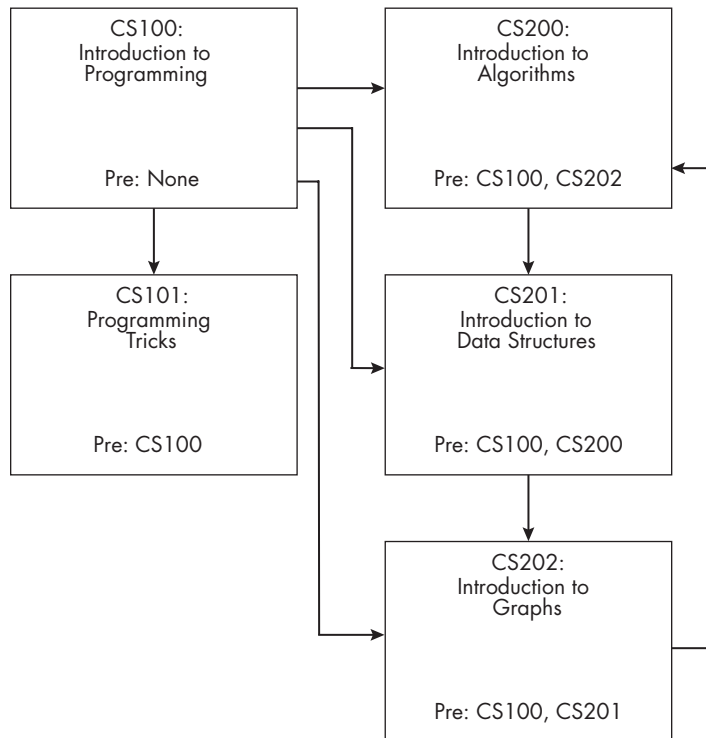 CS100:
Introduction to
Programming
Pre: None
CS200:
Introduction to
Algorithms
Pre: CS100, CS202
CS101:
Programming
Tricks
Pre: CS100
CS201:
Introduction to
Data Structures
Pre: CS100, CS200
CS202:
Introduction to
Graphs
Pre: CS100, CS201